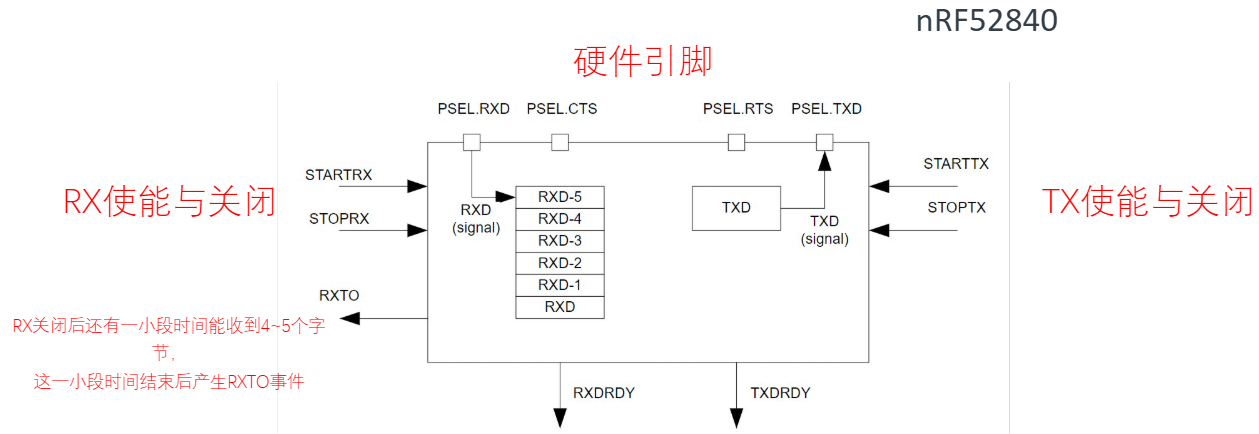 nRF52840
硬件引脚
PSEL.RXD PSEL.CTS PSEL.RTS PSEL.TXD
STARTRX
STARTTX
RX使能与关闭
TX使能与关闭
RXD-5
RXD
(signal)
TXD
TXD
(signal)
STOPRX
STOPTX
RXD-4
RXD-3
RXD-2
RXD-1
RXD
RXTO
RX关闭后还有一小段时间能收到4~5个字
节，
这一小段时间结束后产生RXTO事件
RXDRDY
TXDRDY